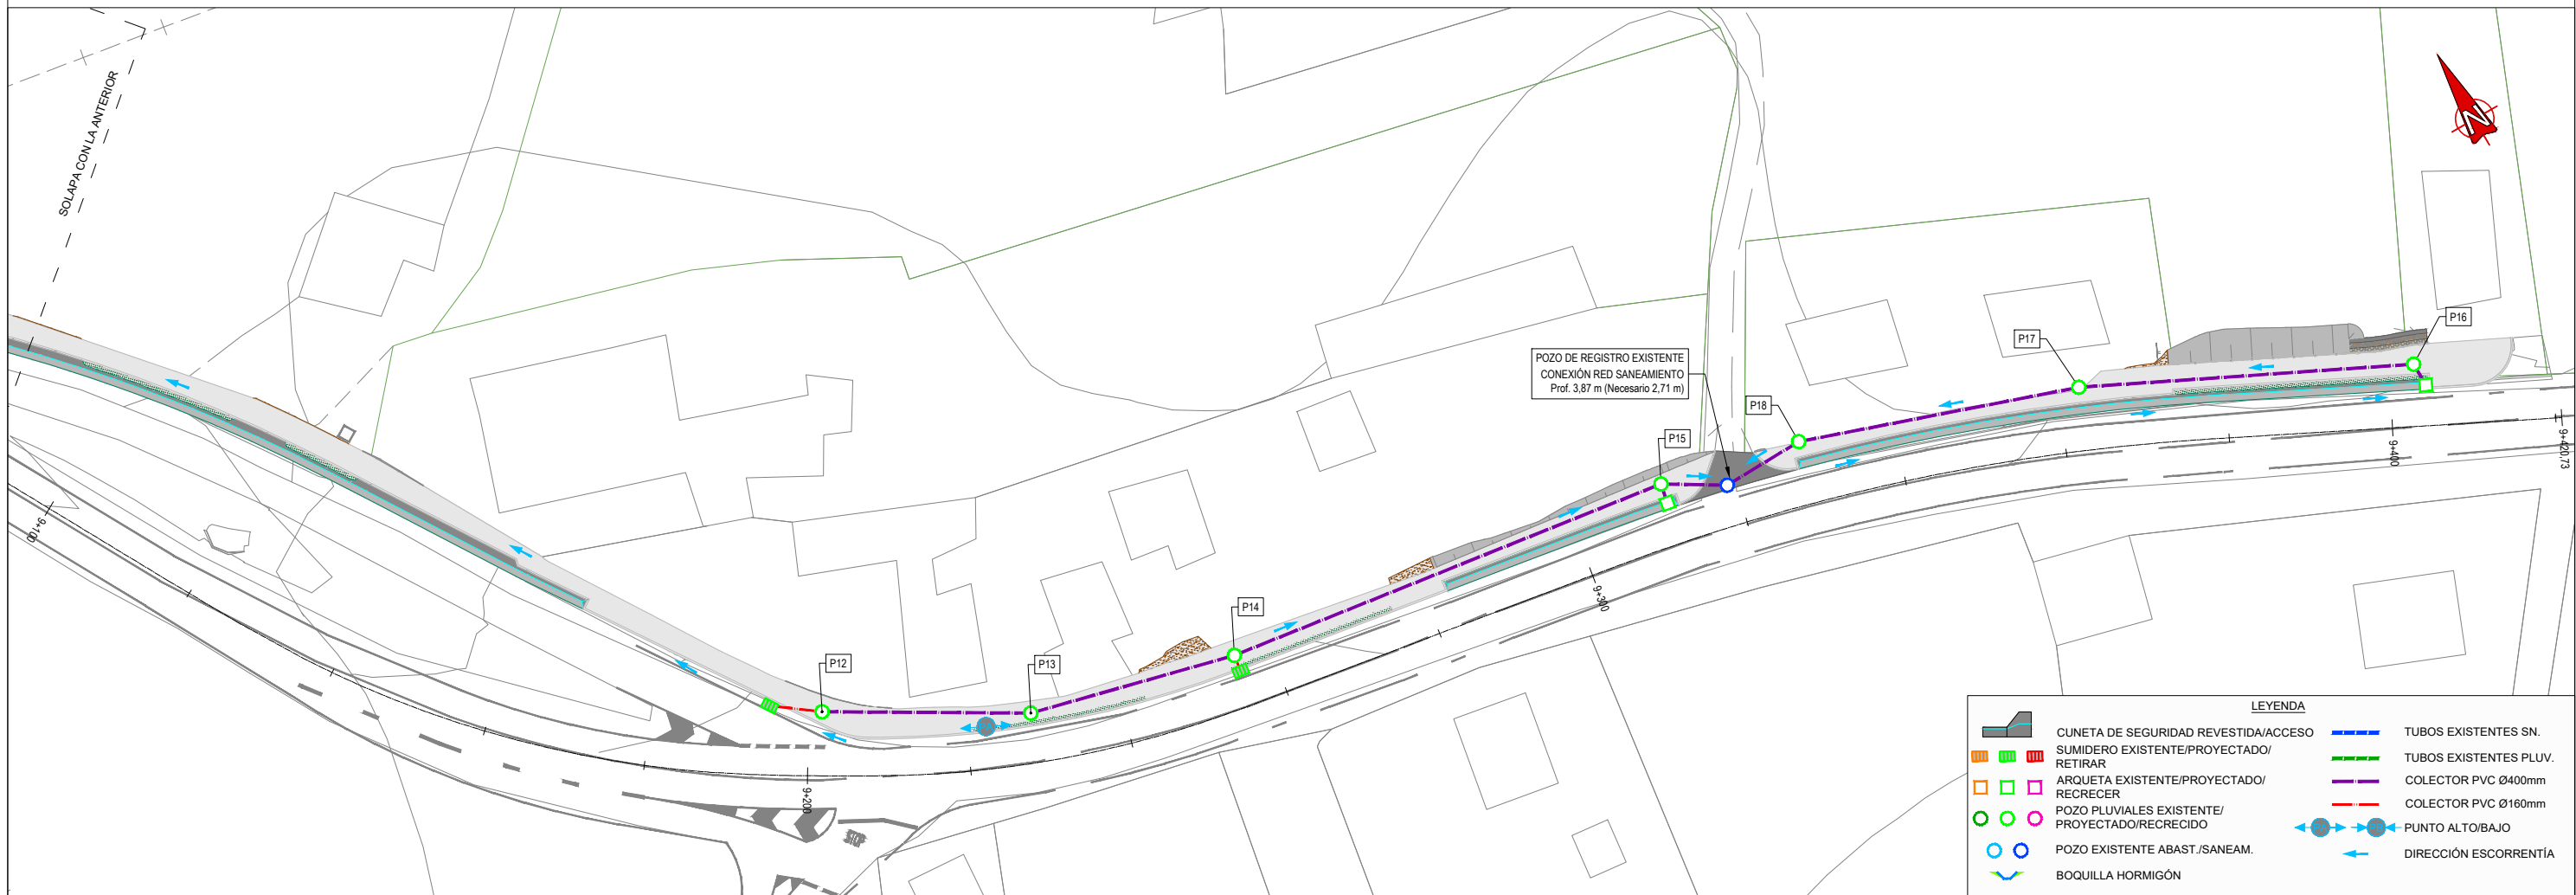 SOLAPA CON LA ANTERIOR
N
P16
P17
POZO DE REGISTRO EXISTENTE
CONEXIÓN RED SANEAMIENTO
Prof. 3,87 m (Necesario 2,71 m)
P18
P15
9+400
9+420,73
9+100
9+300
P14
P12
P13
9+200
STOP
LEYENDA
CUNETA DE SEGURIDAD REVESTIDA/ACCESO
SUMIDERO EXISTENTE/PROYECTADO/
RETIRAR
ARQUETA EXISTENTE/PROYECTADO/
RECRECER
POZO PLUVIALES EXISTENTE/
PROYECTADO/RECRECIDO
POZO EXISTENTE ABAST./SANEAM.
BOQUILLA HORMIGÓN
TUBOS EXISTENTES SN.
TUBOS EXISTENTES PLUV.
COLECTOR PVC Ø400mm
COLECTOR PVC Ø160mm
PUNTO ALTO/BAJO
DIRECCIÓN ESCORRENTÍA